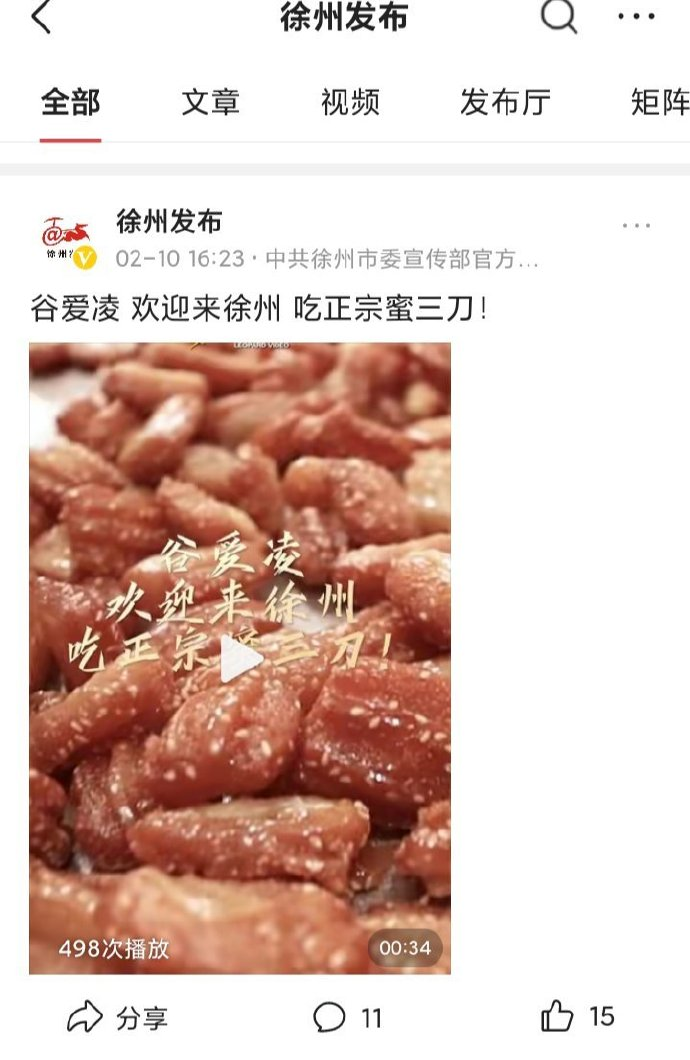 徐州发布
全部 文章 视频 发布厅 矩阵
徐州发布
02-10 16:23 · 中共徐州市委宣传部官方...
谷爱凌 欢迎来徐州 吃正宗蜜三刀！
谷爱凌
欢迎来徐州
吃正宗蜜三刀！
498次播放 00:34
分享 11 15